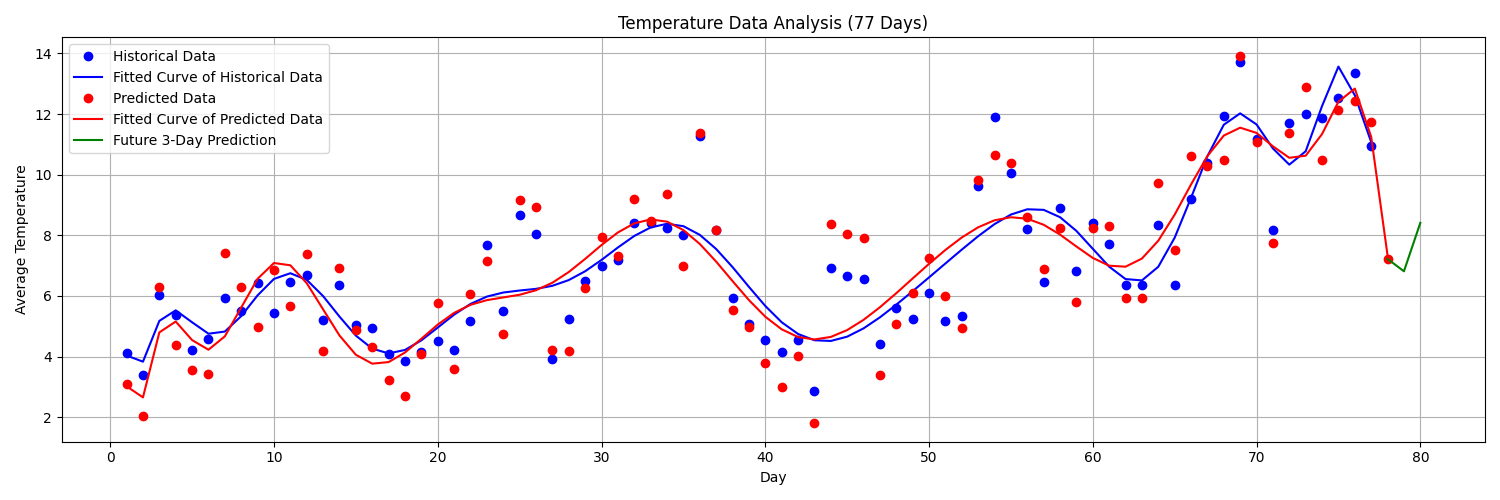 Temperature Data Analysis (77 Days)
Historical Data
Fitted Curve of Historical Data
Predicted Data
Fitted Curve of Predicted Data
Future 3-Day Prediction
Average Temperature
14
12
10
8
6
4
2
0 10 20 30 40 50 60 70 80
Day